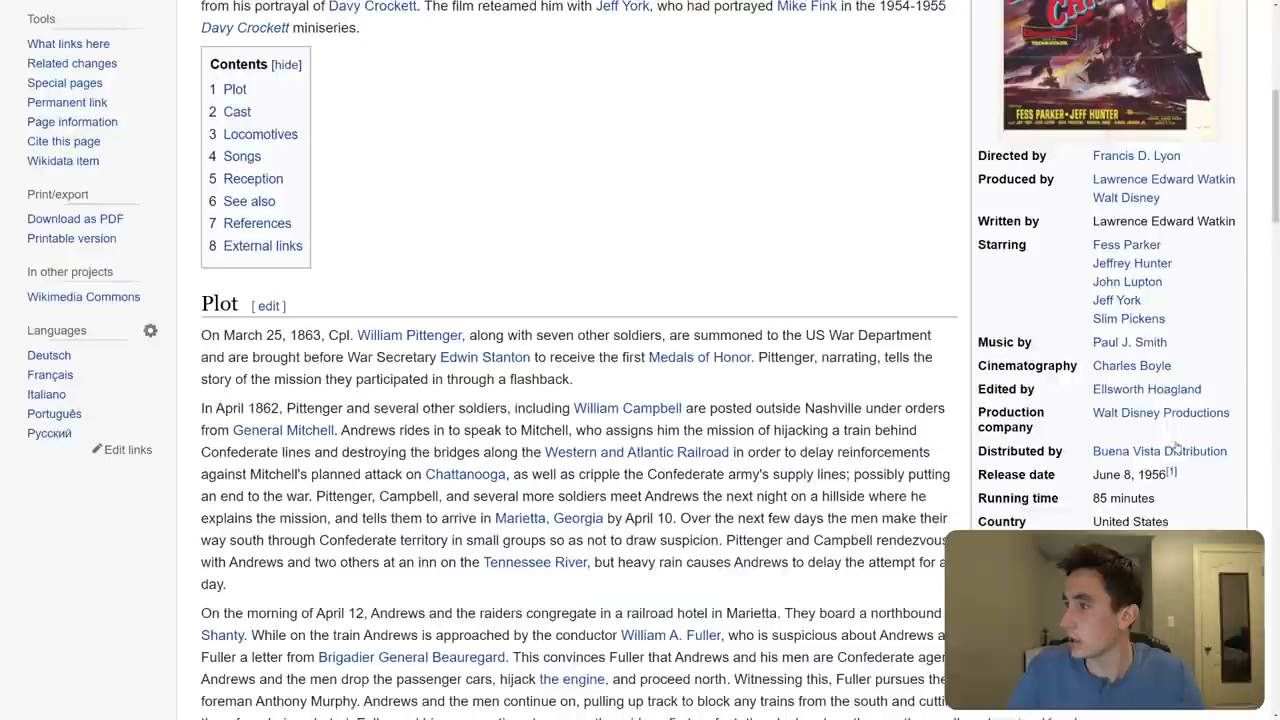 Tools
What links here
Related changes
Special pages
Permanent link
Page information
Cite this page
Wikidata item
Print/export
Download as PDF
Printable version
In other projects
Wikimedia Commons
Languages
Deutsch
Français
Italiano
Português
Русский
Edit links
from his portrayal of Davy Crockett. The film reteamed him with Jeff York, who had portrayed Mike Fink in the 1954-1955
Davy Crockett miniseries.
Contents [hide]
1 Plot
2 Cast
3 Locomotives
4 Songs
5 Reception
6 See also
7 References
8 External links
Plot [ edit ]
On March 25, 1863, Cpl. William Pittenger, along with seven other soldiers, are summoned to the US War Department
and are brought before War Secretary Edwin Stanton to receive the first Medals of Honor. Pittenger, narrating, tells the
story of the mission they participated in through a flashback.
In April 1862, Pittenger and several other soldiers, including William Campbell are posted outside Nashville under orders
from General Mitchell. Andrews rides in to speak to Mitchell, who assigns him the mission of hijacking a train behind
Confederate lines and destroying the bridges along the Western and Atlantic Railroad in order to delay reinforcements
against Mitchell's planned attack on Chattanooga, as well as cripple the Confederate army's supply lines; possibly putting
an end to the war. Pittenger, Campbell, and several more soldiers meet Andrews the next night on a hillside where he
explains the mission, and tells them to arrive in Marietta, Georgia by April 10. Over the next few days the men make their
way south through Confederate territory in small groups so as not to draw suspicion. Pittenger and Campbell rendezvous
with Andrews and two others at an inn on the Tennessee River, but heavy rain causes Andrews to delay the attempt for a
day.
On the morning of April 12, Andrews and the raiders congregate in a railroad hotel in Marietta. They board a northbound
Shanty. While on the train Andrews is approached by the conductor William A. Fuller, who is suspicious about Andrews a
Fuller a letter from Brigadier General Beauregard. This convinces Fuller that Andrews and his men are Confederate agen
Andrews and the men drop the passenger cars, hijack the engine, and proceed north. Witnessing this, Fuller pursues the
foreman Anthony Murphy. Andrews and the men continue on, pulling up track to block any trains from the south and cutti
FESS PARKER • JEFF HUNTER
Directed by Francis D. Lyon
Produced by Lawrence Edward Watkin
Walt Disney
Written by Lawrence Edward Watkin
Starring Fess Parker
Jeffrey Hunter
John Lupton
Jeff York
Slim Pickens
Music by Paul J. Smith
Cinematography Charles Boyle
Edited by Ellsworth Hoagland
Production Walt Disney Productions
company
Distributed by Buena Vista Distribution
Release date June 8, 1956[1]
Running time 85 minutes
Country United States